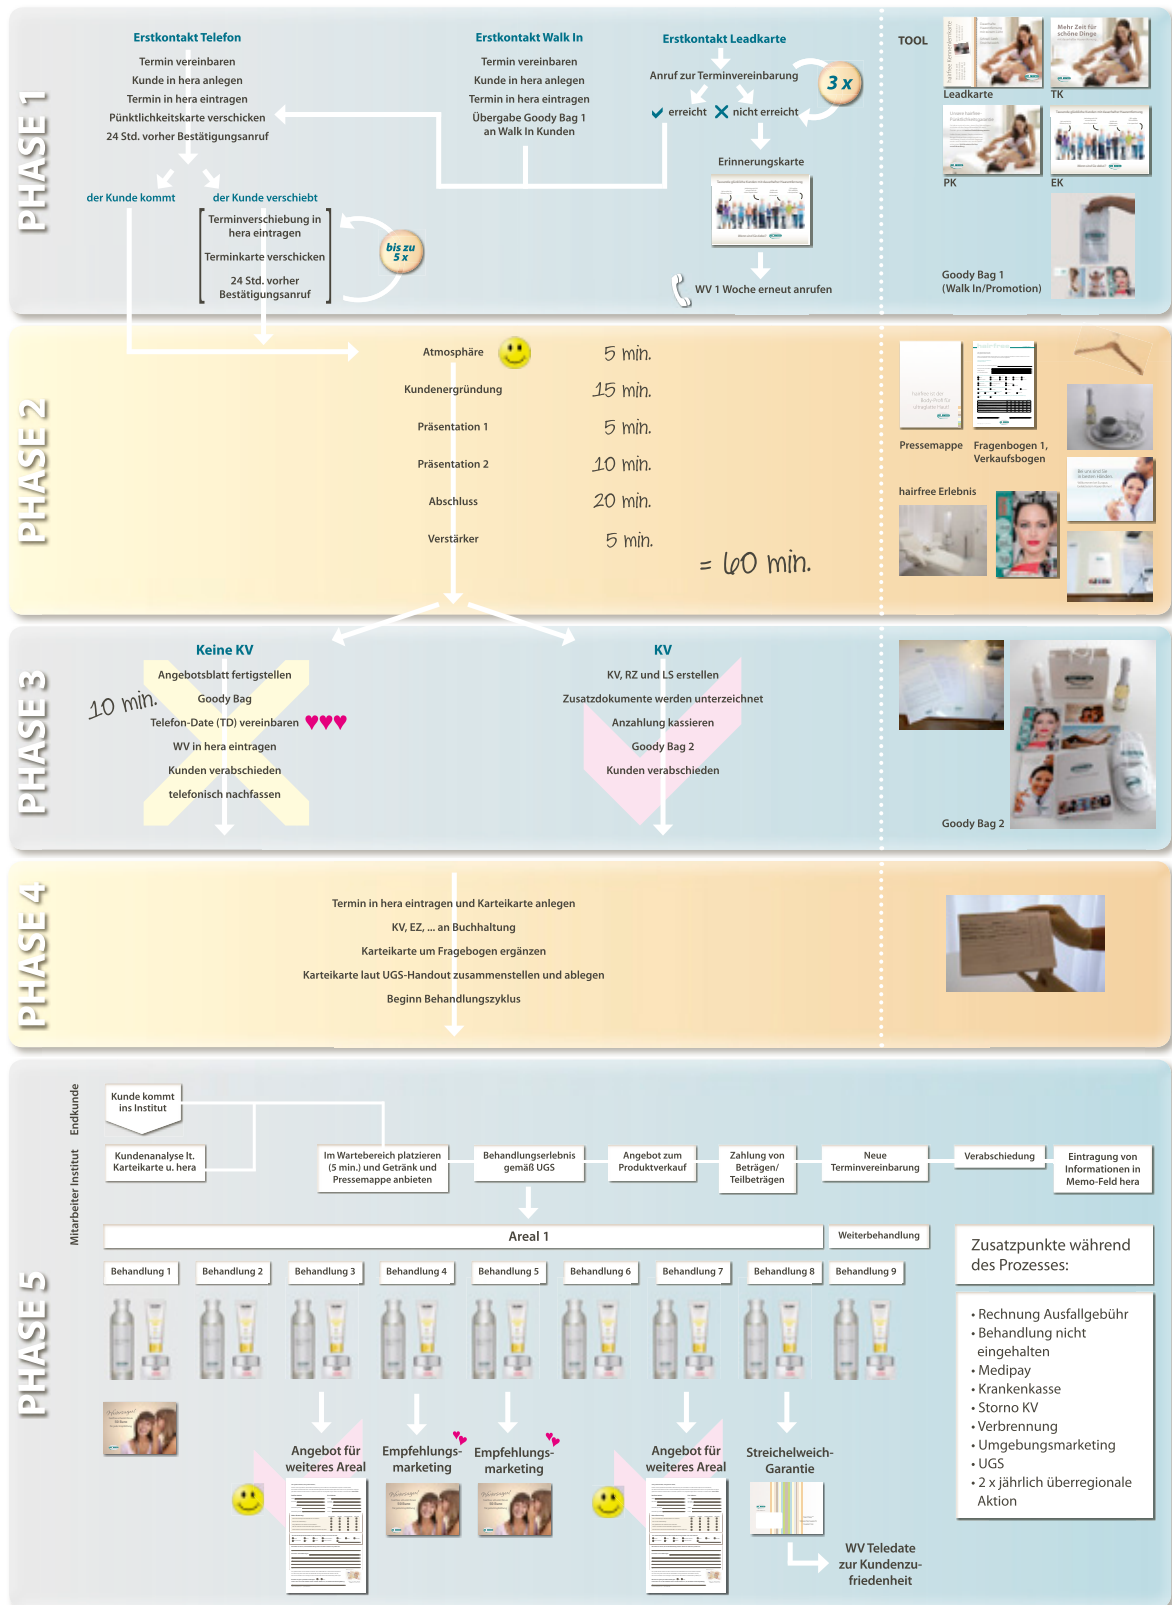 PHASE 1
Erstkontakt Telefon
Termin vereinbaren
Kunde in hera anlegen
Termin in hera eintragen
Pünktlichkeitskarte verschicken
24 Std. vorher Bestätigungsanruf
der Kunde kommt
der Kunde verschiebt
Terminverschiebung in
hera eintragen
Terminkarte verschicken
24 Std. vorher
Bestätigungsanruf
bis zu
5 x
Erstkontakt Walk In
Termin vereinbaren
Kunde in hera anlegen
Termin in hera eintragen
Übergabe Goody Bag 1
an Walk In Kunden
Erstkontakt Leadkarte
Anruf zur Terminvereinbarung
3 x
erreicht
nicht erreicht
Erinnerungskarte
WV 1 Woche erneut anrufen
TOOL
Mehr Zeit für
schöne Dinge
Leadkarte
TK
PK
EK
Goody Bag 1
(Walk In/Promotion)
PHASE 2
Atmosphäre
5 min.
Kundenergründung
15 min.
Präsentation 1
5 min.
Präsentation 2
10 min.
Abschluss
20 min.
Verstärker
5 min.
= 60 min.
Pressemappe
Fragenbogen 1,
Verkaufsbogen
hairfree Erlebnis
PHASE 3
Keine KV
Angebotsblatt fertigstellen
Goody Bag
10 min.
Telefon-Date (TD) vereinbaren
WV in hera eintragen
Kunden verabschieden
telefonisch nachfassen
KV
KV, RZ und LS erstellen
Zusatzdokumente werden unterzeichnet
Anzahlung kassieren
Goody Bag 2
Kunden verabschieden
Goody Bag 2
PHASE 4
Termin in hera eintragen und Karteikarte anlegen
KV, EZ, ... an Buchhaltung
Karteikarte um Fragebogen ergänzen
Karteikarte laut UGS-Handout zusammenstellen und ablegen
Beginn Behandlungszyklus
PHASE 5
Endkunde
Mitarbeiter Institut
Kunde kommt
ins Institut
Kundenanalyse lt.
Karteikarte u. hera
Im Wartebereich platzieren
(5 min.) und Getränk und
Pressemappe anbieten
Behandlungserlebnis
gemäß UGS
Angebot zum
Produktverkauf
Zahlung von
Beträgen/
Teilbeträgen
Neue
Terminvereinbarung
Verabschiedung
Eintragung von
Informationen in
Memo-Feld hera
Areal 1
Weiterbehandlung
Behandlung 1
Behandlung 2
Behandlung 3
Behandlung 4
Behandlung 5
Behandlung 6
Behandlung 7
Behandlung 8
Behandlung 9
Angebot für
weiteres Areal
Empfehlungs-
marketing
Empfehlungs-
marketing
Angebot für
weiteres Areal
Streichelweich-
Garantie
WV Teledate
zur Kundenzu-
friedenheit
Zusatzpunkte während
des Prozesses:
• Rechnung Ausfallgebühr
• Behandlung nicht
eingehalten
• Medipay
• Krankenkasse
• Storno KV
• Verbrennung
• Umgebungsmarketing
• UGS
• 2 x jährlich überregionale
Aktion